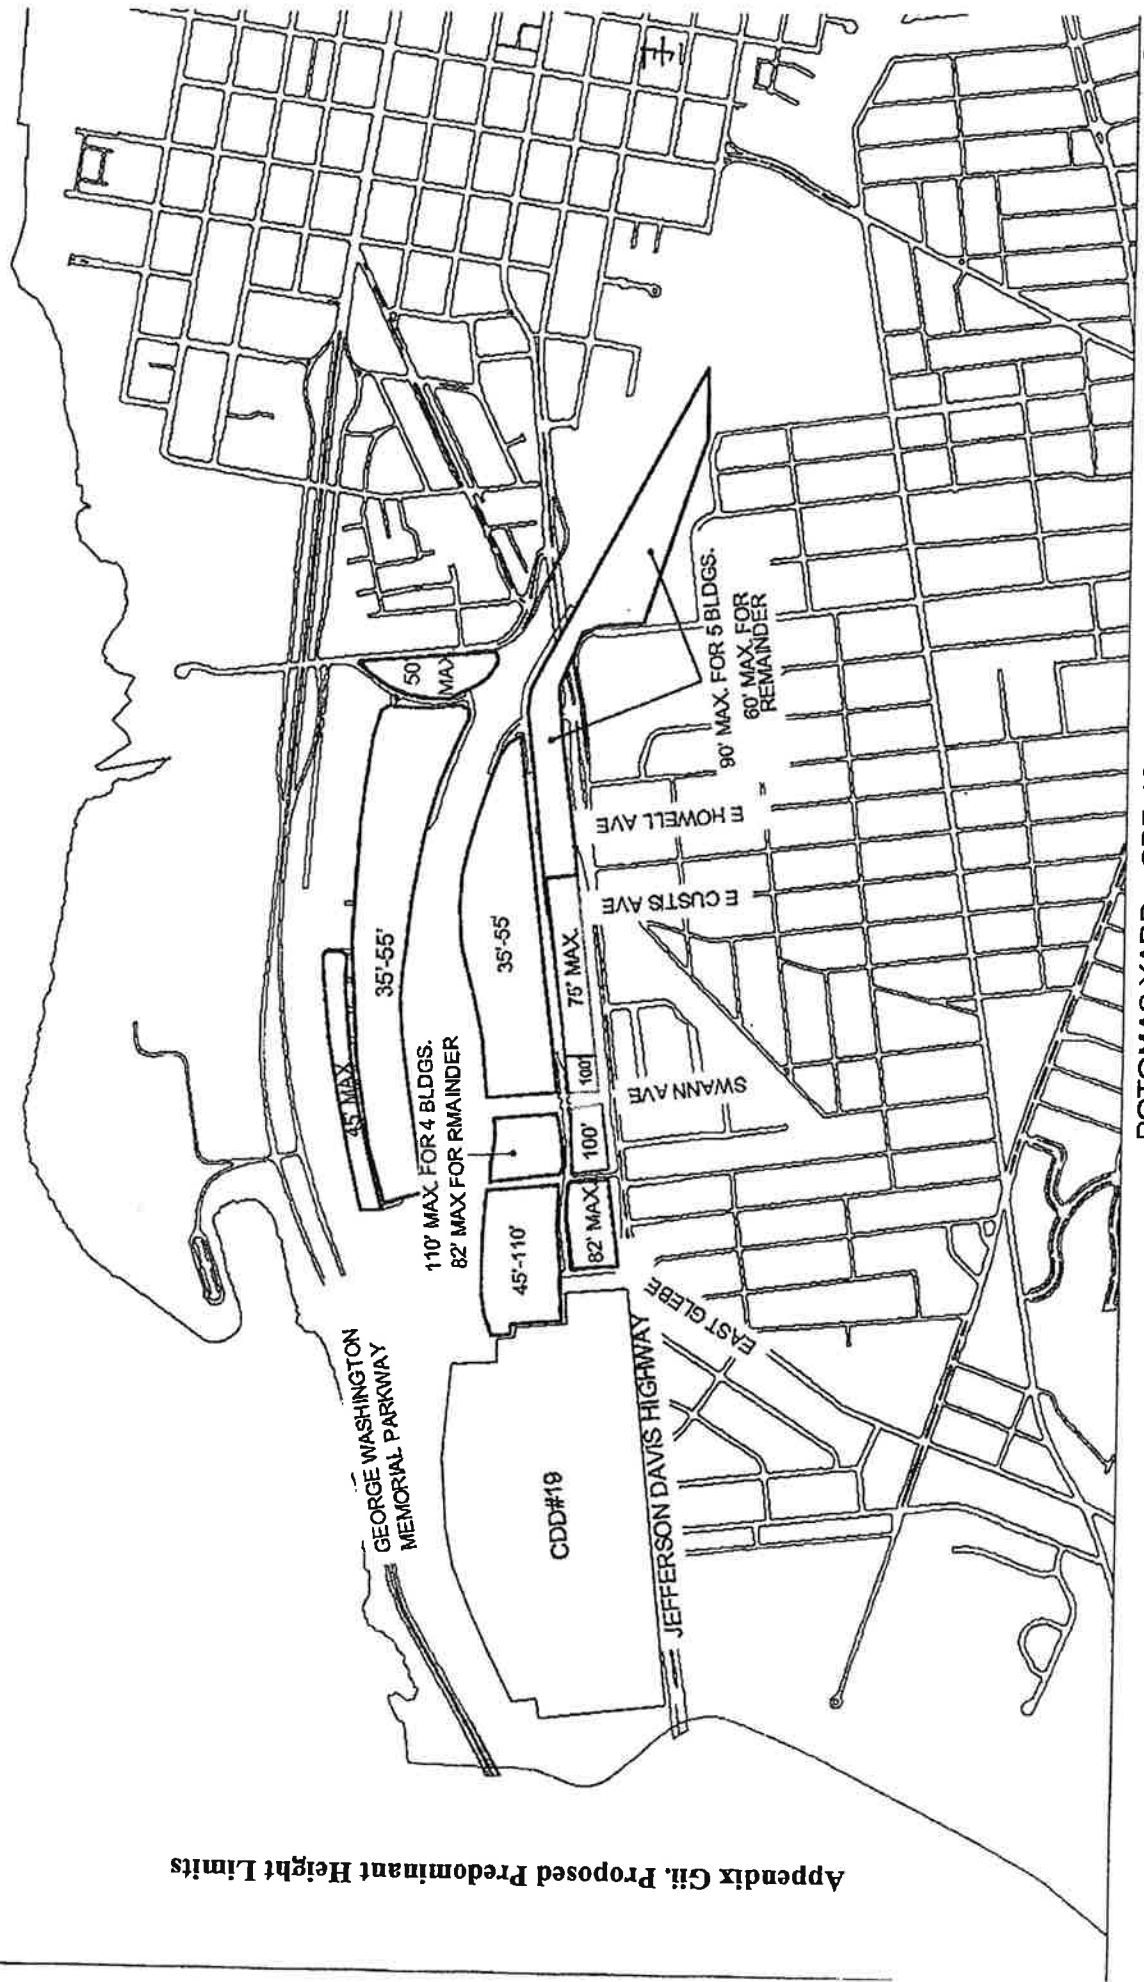 Appendix Gii. Proposed Predominant Height Limits
GEORGE WASHINGTON
MEMORIAL PARKWAY
45' MAX.
35'-55'
50'
MAX
110' MAX. FOR 4 BLDGS.
82' MAX FOR RMAINDER
35'-55'
45'-110'
CDD#19
82' MAX.
100'
100'
75' MAX.
90' MAX. FOR 5 BLDGS.
60' MAX. FOR
REMAINDER
JEFFERSON DAVIS HIGHWAY
EAST GLEBE
SWANN AVE
E CUSTIS AVE
E HOWELL AVE